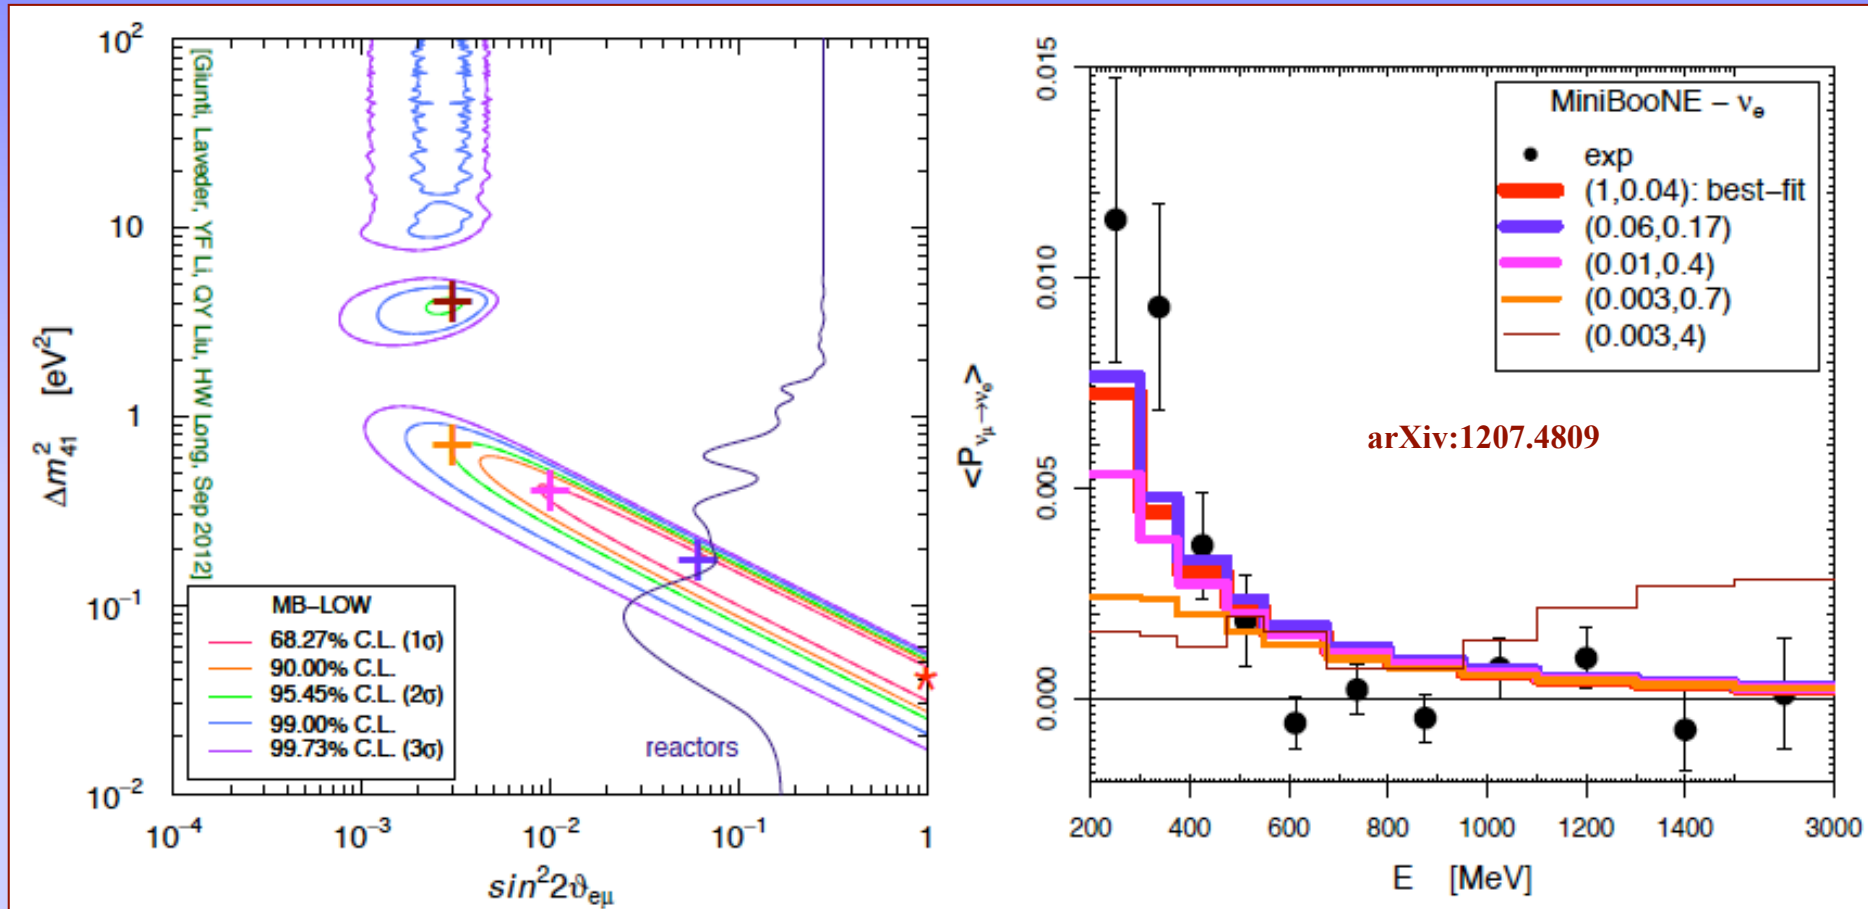 10²
10
1
10⁻¹
10⁻²
Δm²₄₁ [eV²]
[Giunti, Laveder, YF Li, QY Liu, HW Long, Sep 2012]
MB−LOW
68.27% C.L. (1σ)
90.00% C.L.
95.45% C.L. (2σ)
99.00% C.L.
99.73% C.L. (3σ)
reactors
10⁻⁴ 10⁻³ 10⁻² 10⁻¹ 1
sin²2ϑeμ
0.015
0.010
0.005
0.000
<Pνμ→νe>
MiniBooNE − νe
exp
(1,0.04): best−fit
(0.06,0.17)
(0.01,0.4)
(0.003,0.7)
(0.003,4)
arXiv:1207.4809
200 400 600 800 1000 1200 1400 3000
E [MeV]